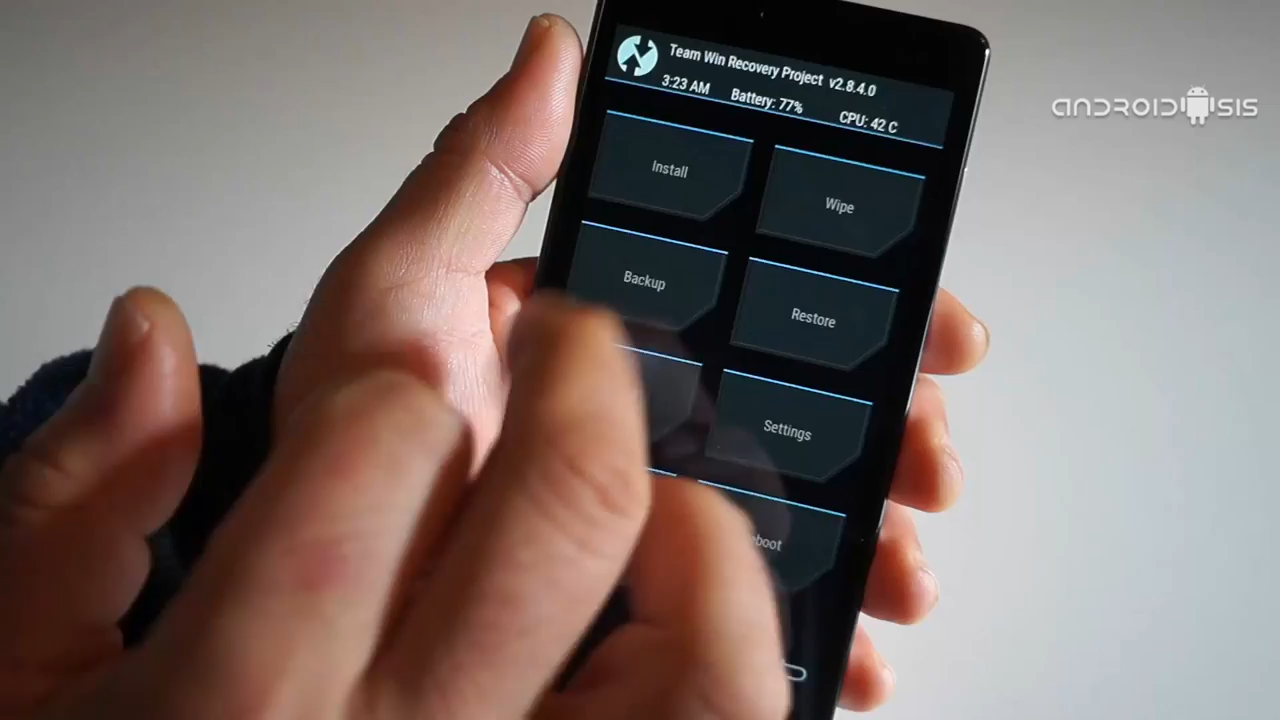 Team Win Recovery Project v2.8.4.0
3:23 AM Battery: 77% CPU: 42 C
ANDROIDSIS
Install
Wipe
Backup
Restore
Settings